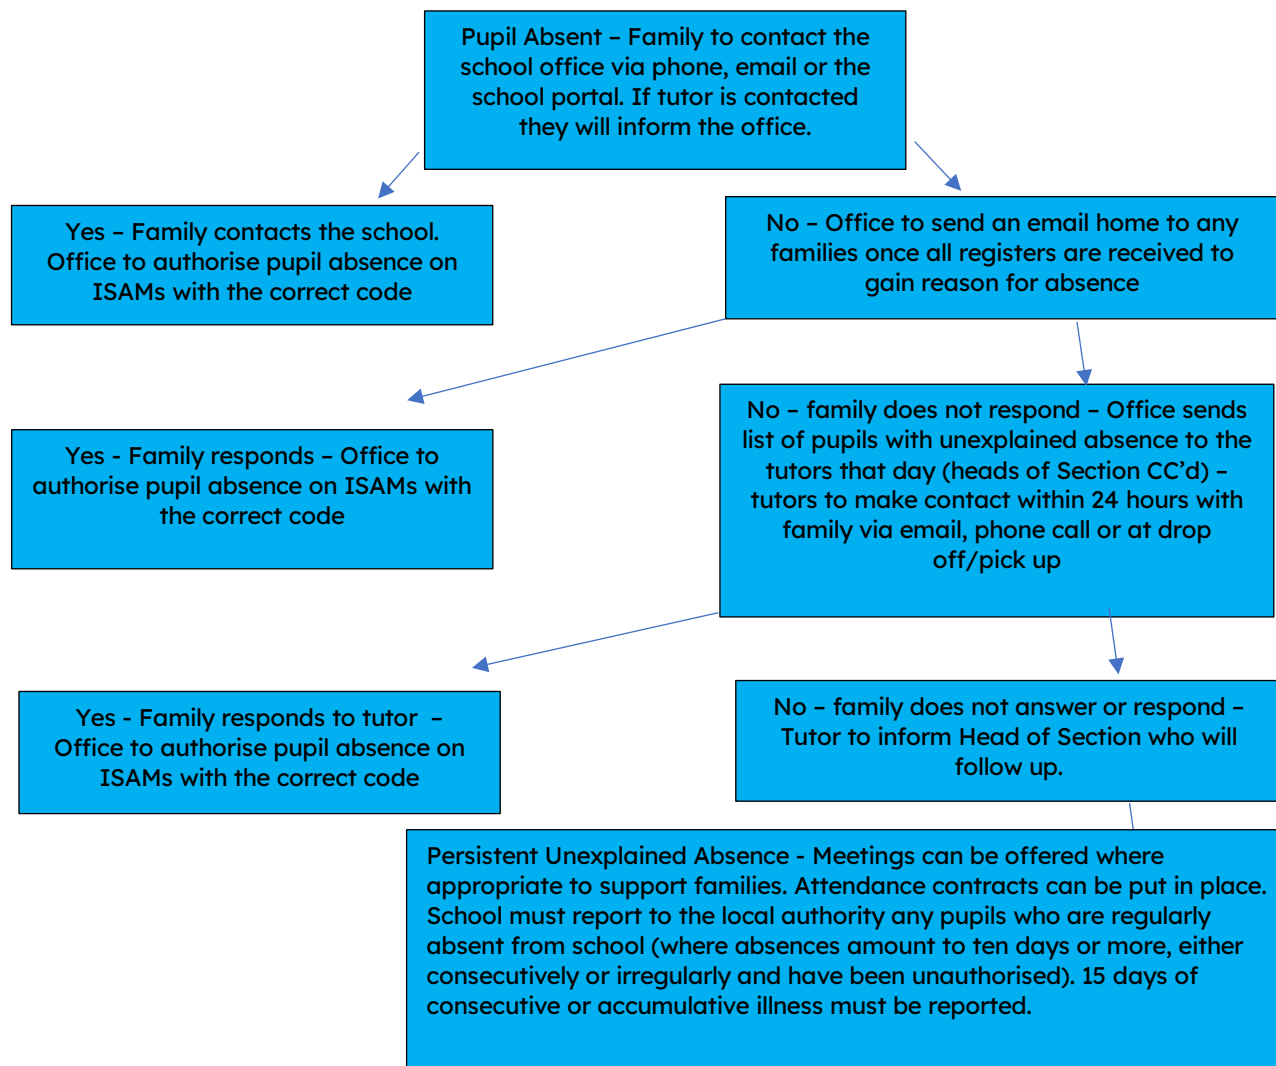 Pupil Absent – Family to contact the
school office via phone, email or the
school portal. If tutor is contacted
they will inform the office.
Yes – Family contacts the school.
Office to authorise pupil absence on
ISAMs with the correct code
No – Office to send an email home to any
families once all registers are received to
gain reason for absence
Yes - Family responds – Office to
authorise pupil absence on ISAMs with
the correct code
No – family does not respond – Office sends
list of pupils with unexplained absence to the
tutors that day (heads of Section CC’d) –
tutors to make contact within 24 hours with
family via email, phone call or at drop
off/pick up
Yes - Family responds to tutor –
Office to authorise pupil absence on
ISAMs with the correct code
No – family does not answer or respond –
Tutor to inform Head of Section who will
follow up.
Persistent Unexplained Absence - Meetings can be offered where
appropriate to support families. Attendance contracts can be put in place.
School must report to the local authority any pupils who are regularly
absent from school (where absences amount to ten days or more, either
consecutively or irregularly and have been unauthorised). 15 days of
consecutive or accumulative illness must be reported.